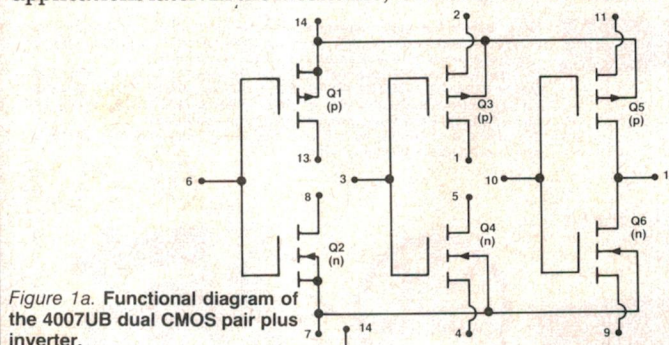 14
2
11
Q1
(p)
Q3
(p)
Q5
(p)
13
1
6
3
10
1
8
5
Q2
(n)
Q4
(n)
Q6
(n)
Figure 1a. Functional diagram of
the 4007UB dual CMOS pair plus
inverter.
7
14
4
9